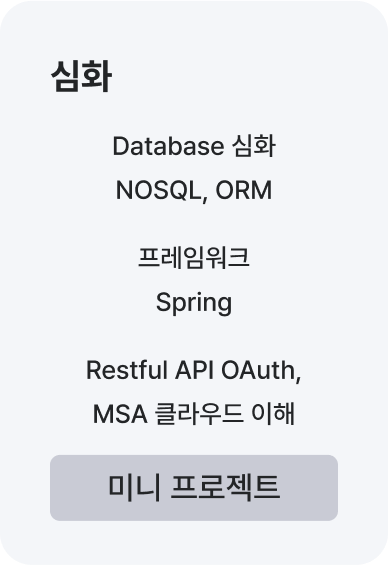 심화
Database 심화
NOSQL, ORM
프레임워크
Spring
Restful API OAuth,
MSA 클라우드 이해
미니 프로젝트